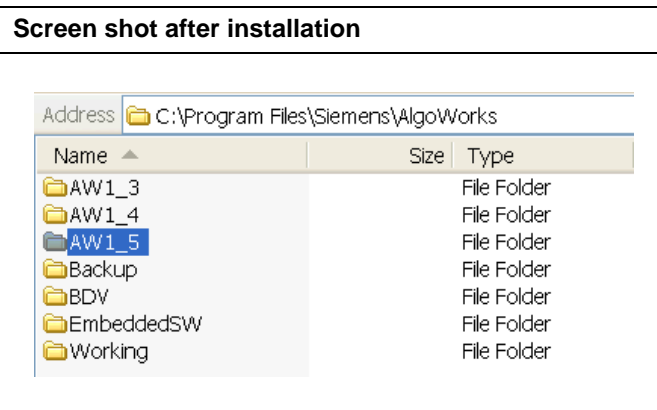 Screen shot after installation
Address C:\Program Files\Siemens\AlgoWorks
Name Size Type
AW1_3 File Folder
AW1_4 File Folder
AW1_5 File Folder
Backup File Folder
BDV File Folder
EmbeddedSW File Folder
Working File Folder